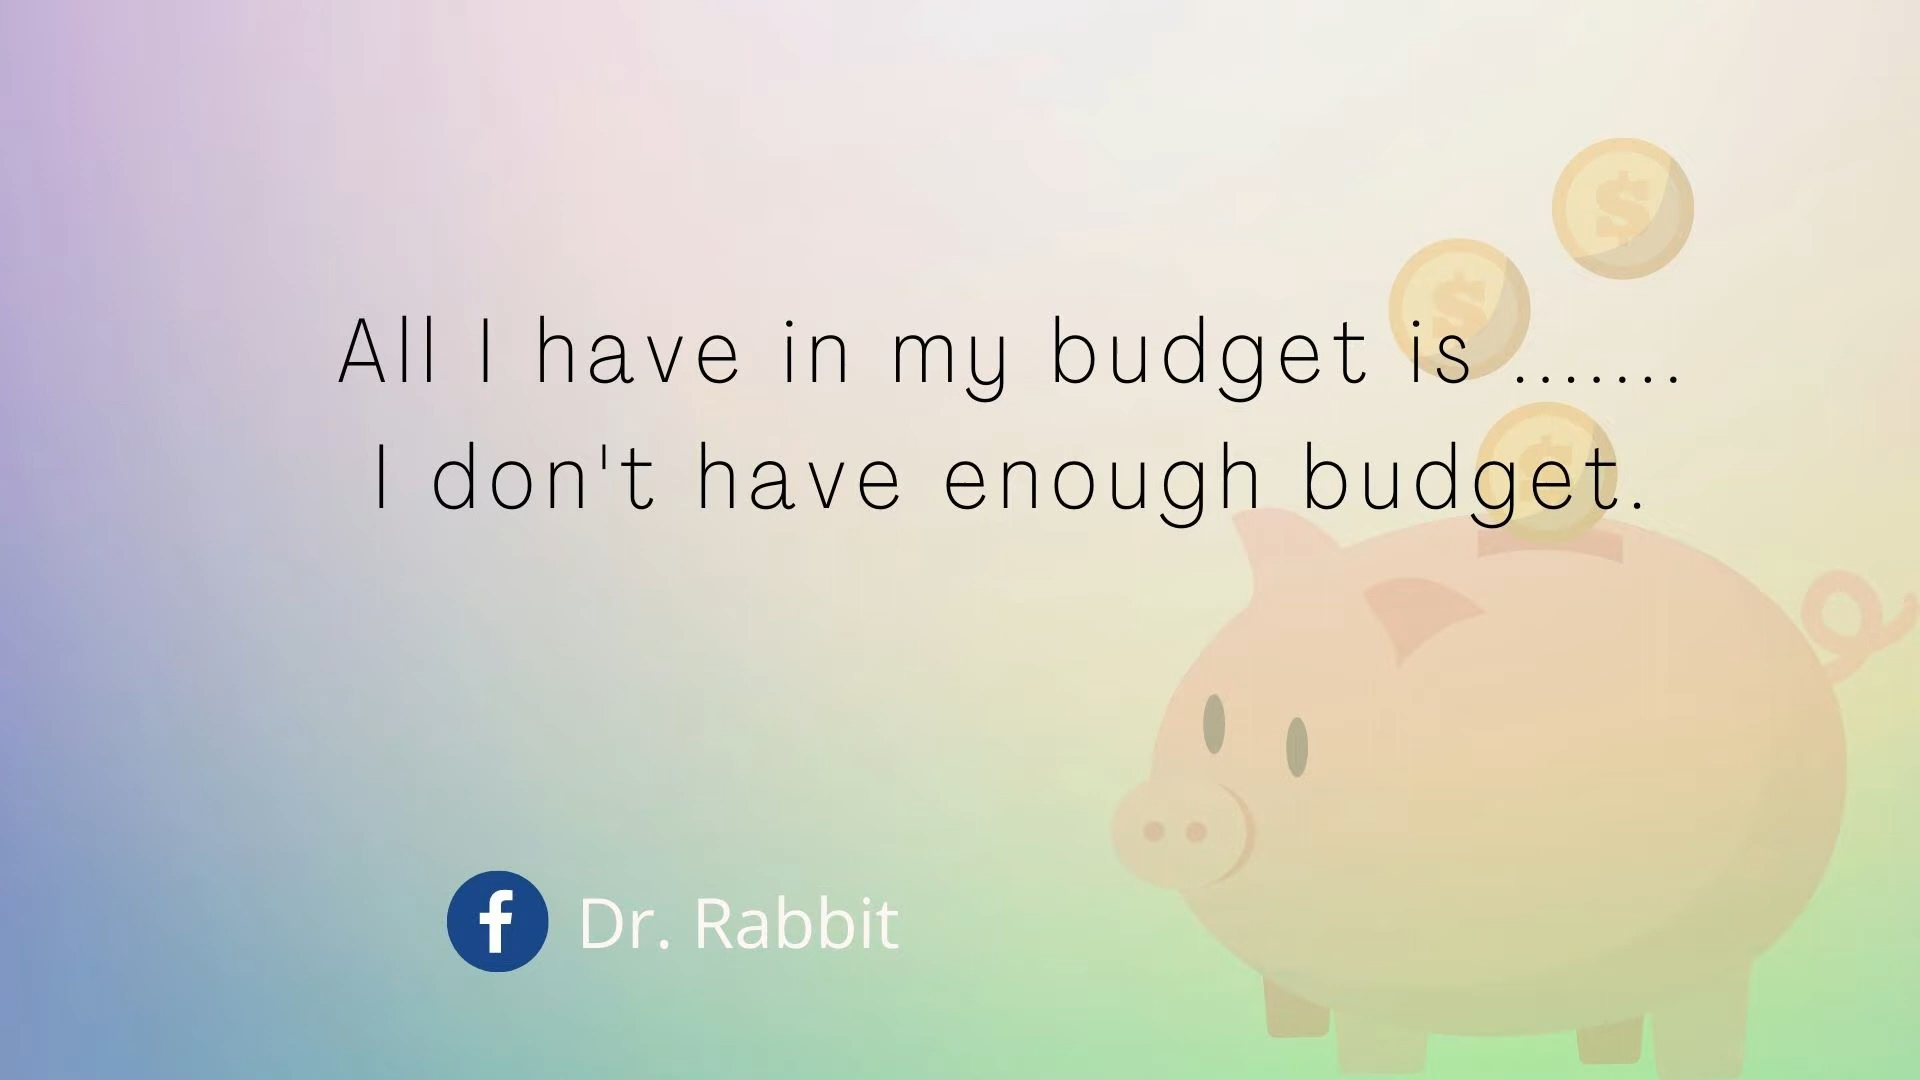 All I have in my budget is .......
I don't have enough budget.
Dr. Rabbit